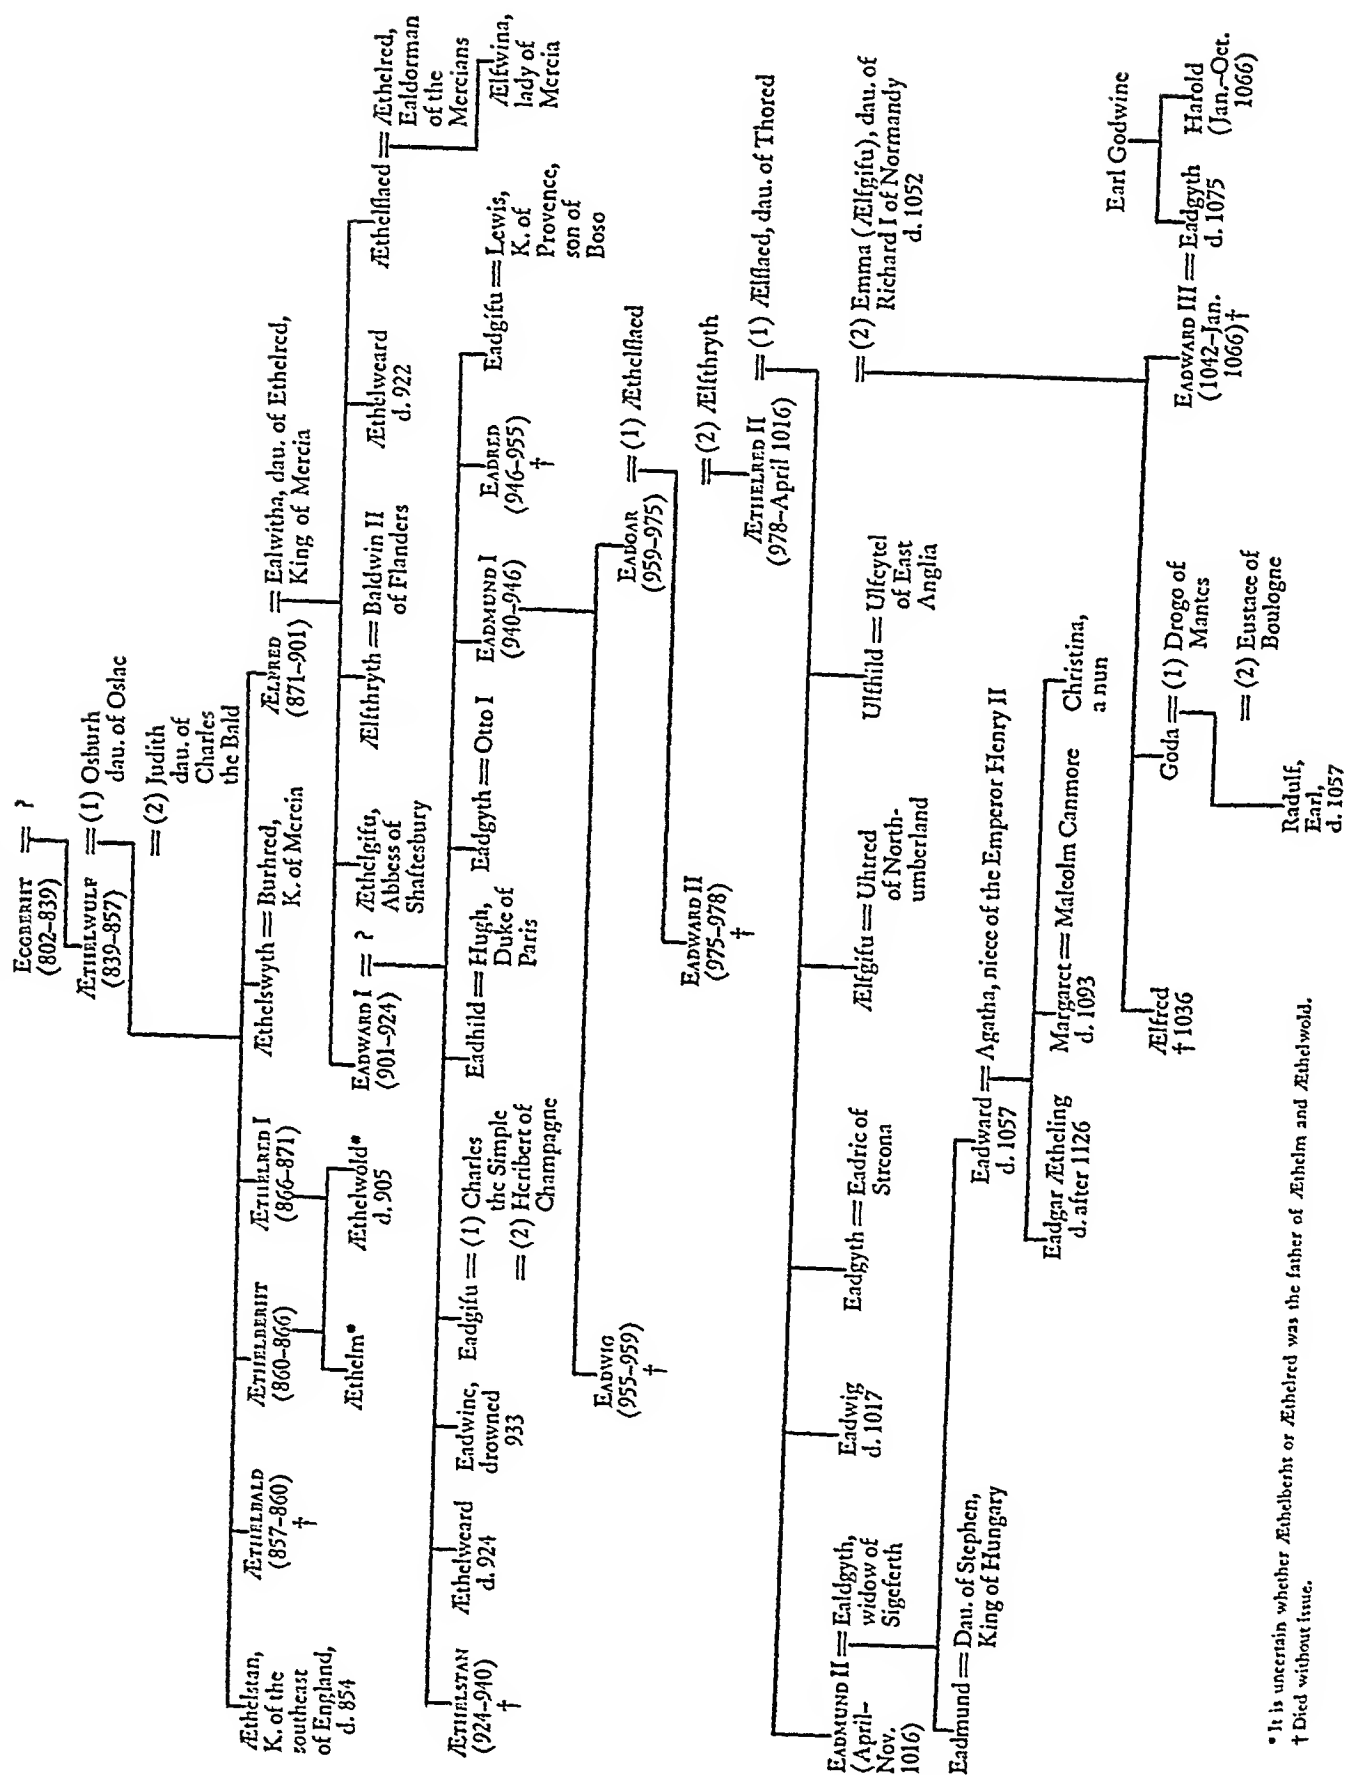 ECGBERHT = ?
(802–839)
ÆTHELWULF = (1) Osburh
(839–857) dau. of Oslac
= (2) Judith
dau. of
Charles
the Bald
Æthelstan,
K. of the
southeast
of England,
d. 854
ÆTHELBALD
(857–860)
†
ÆTHELBERHT
(860–866)
ÆTHELRED I
(866–871)
Æthelswyth = Burhred,
K. of Mercia
ÆLFRED = Ealwitha, dau. of Ethelred,
(871–901) King of Mercia
Æthelm*
Æthelwold*
d. 905
EADWARD I = ?
(901–924)
Æthelgifu,
Abbess of
Shaftesbury
Ælfthryth = Baldwin II
of Flanders
Æthelweard
d. 922
Æthelflaed = Æthelred,
Ealdorman
of the
Mercians
Ælfwina,
lady of
Mercia
ÆTHELSTAN
(924–940)
†
Æthelweard
d. 924
Eadwine,
drowned
933
Eadgifu = (1) Charles
the Simple
= (2) Heribert of
Champagne
Eadhild = Hugh,
Duke of
Paris
Eadgyth = Otto I
EADMUND I
(940–946)
EADRED
(946–955)
†
Eadgifu = Lewis,
K. of
Provence,
son of
Boso
EADWIG
(955–959)
†
EADGAR = (1) Æthelflaed
(959–975)
EADWARD II
(975–978)
†
= (2) Ælfthryth
ÆTHELRED II = (1) Ælflaed, dau. of Thored
(978–April 1016)
= (2) Emma (Ælfgifu), dau. of
Richard I of Normandy
d. 1052
EADMUND II = Ealdgyth,
(April– widow of
Nov. Sigeferth
1016)
Eadwig
d. 1017
Eadgyth = Eadric of
Streona
Ælfgifu = Uhtred
of North-
umberland
Ulfhild = Ulfcytel
of East
Anglia
Eadmund = Dau. of Stephen,
King of Hungary
Eadward = Agatha, niece of the Emperor Henry II
d. 1057
Eadgar Ætheling
d. after 1126
Margaret = Malcolm Canmore
d. 1093
Christina,
a nun
Ælfred
† 1036
Goda = (1) Drogo of
Mantes
= (2) Eustace of
Boulogne
Radulf,
Earl,
d. 1057
Earl Godwine
EADWARD III = Eadgyth
(1042–Jan. d. 1075
1066)†
Harold
(Jan.–Oct.
1066)
* It is uncertain whether Æthelberht or Æthelred was the father of Æthelm and Æthelwold.
† Died without issue.